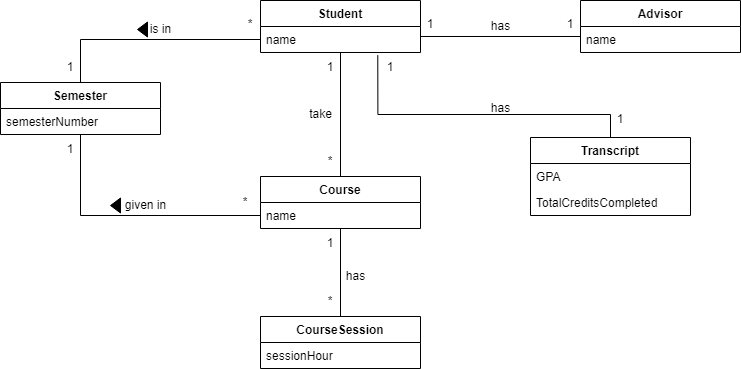 Student
name
Advisor
name
1
has
1
is in
*
1
Semester
semesterNumber
1
1
1
take
has
1
*
Transcript
GPA
TotalCreditsCompleted
given in
*
Course
name
1
has
*
CourseSession
sessionHour